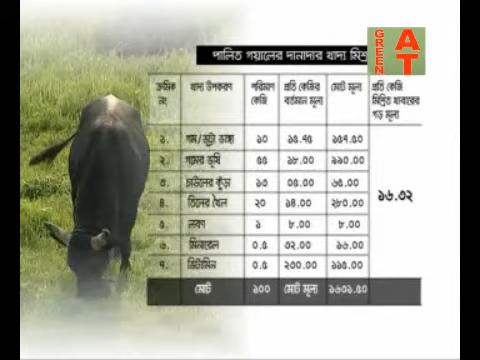 পালিত গয়ালের দানাদার খাদ্য
GREEN AT
ক্রমিক নং | খাদ্য উপকরণ | পরিমাণ কেজি | প্রতি কেজির বর্তমান মূল্য | মোট মূল্য | প্রতি কেজি মিশ্রিত খাবারের গড় মূল্য
১. | গম/ভুট্টা ভাঙ্গা | ১০ | ১৫.৭৫ | ১৫৭.৫০
২. | গমের ভূষি | ৫৫ | ১৮.০০ | ৯৯০.০০
৩. | চাউলের কুঁড়া | ১৩ | ০৫.০০ | ৬৫.০০
১৬.৩২
৪. | তিলের খৈল | ২০ | ১৪.০০ | ২৮০.০০
৫. | লবণ | ১ | ৮.০০ | ৮.০০
৬. | মিনারেল | ০.৫ | ৩২.০০ | ১৬.০০
৭. | ভিটামিন | ০.৫ | ২৩০.০০ | ১১৫.০০
মোট | ১০০ | মোট মূল্য | ১৬৩১.৫০